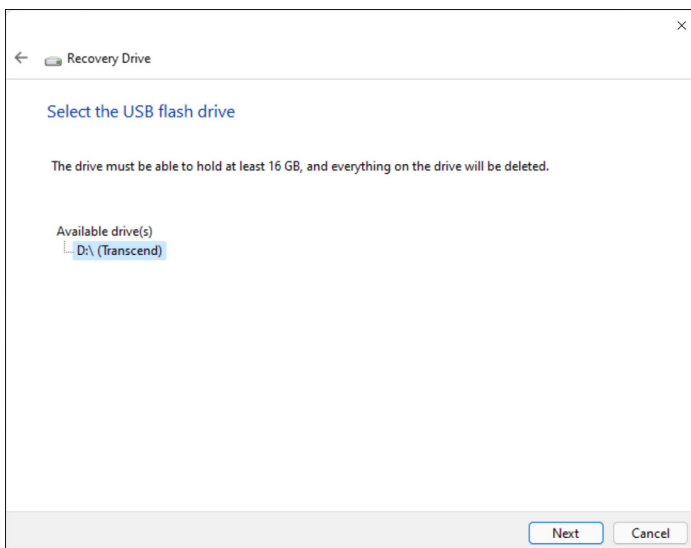 Recovery Drive
Select the USB flash drive
The drive must be able to hold at least 16 GB, and everything on the drive will be deleted.
Available drive(s)
D:\ (Transcend)
Next Cancel